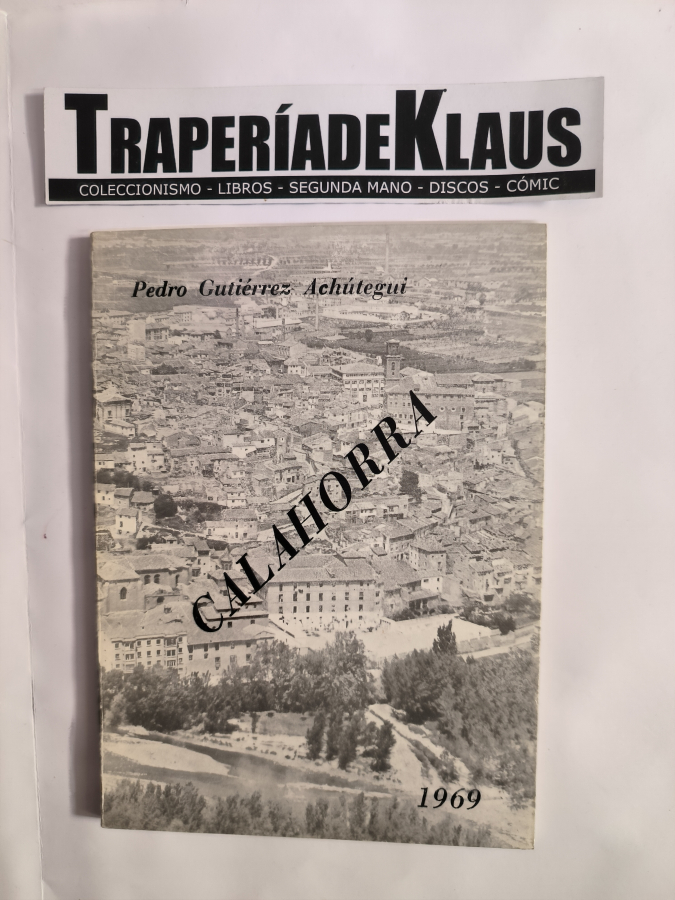 TRAPERÍADEKLAUS
COLECCIONISMO - LIBROS - SEGUNDA MANO - DISCOS - CÓMIC
Pedro Gutiérrez Achútegui
CALAHORRA
1969